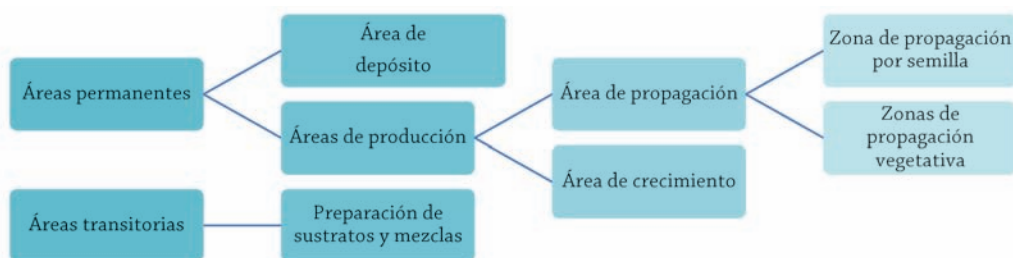 Áreas permanentes
Área de
depósito
Áreas de producción
Área de propagación
Zona de propagación
por semilla
Zonas de
propagación
vegetativa
Área de crecimiento
Áreas transitorias
Preparación de
sustratos y mezclas